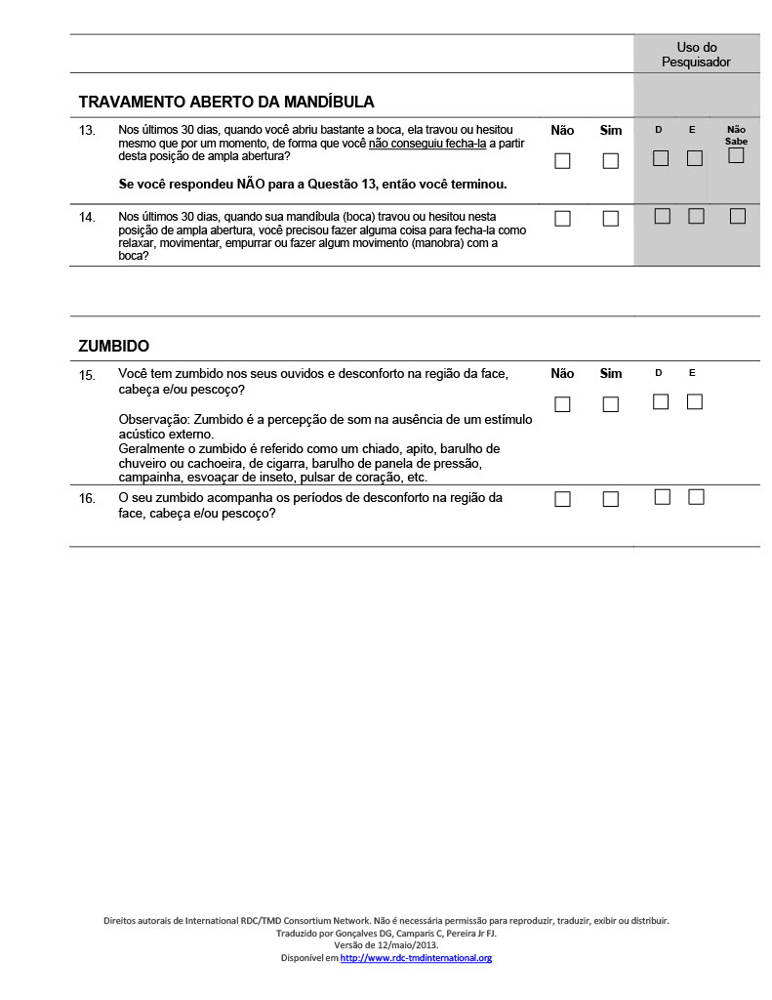 Uso do
Pesquisador
TRAVAMENTO ABERTO DA MANDÍBULA
13. Nos últimos 30 dias, quando você abriu bastante a boca, ela travou ou hesitou Não Sim D E Não
mesmo que por um momento, de forma que você não conseguiu fecha-la a partir Sabe
desta posição de ampla abertura?
Se você respondeu NÃO para a Questão 13, então você terminou.
14. Nos últimos 30 dias, quando sua mandíbula (boca) travou ou hesitou nesta
posição de ampla abertura, você precisou fazer alguma coisa para fecha-la como
relaxar, movimentar, empurrar ou fazer algum movimento (manobra) com a
boca?
ZUMBIDO
15. Você tem zumbido nos seus ouvidos e desconforto na região da face, Não Sim D E
cabeça e/ou pescoço?
Observação: Zumbido é a percepção de som na ausência de um estímulo
acústico externo.
Geralmente o zumbido é referido como um chiado, apito, barulho de
chuveiro ou cachoeira, de cigarra, barulho de panela de pressão,
campainha, esvoaçar de inseto, pulsar de coração, etc.
16. O seu zumbido acompanha os períodos de desconforto na região da
face, cabeça e/ou pescoço?
Direitos autorais de International RDC/TMD Consortium Network. Não é necessária permissão para reproduzir, traduzir, exibir ou distribuir.
Traduzido por Gonçalves DG, Camparis C, Pereira Jr FJ.
Versão de 12/maio/2013.
Disponível em http://www.rdc-tmdinternational.org